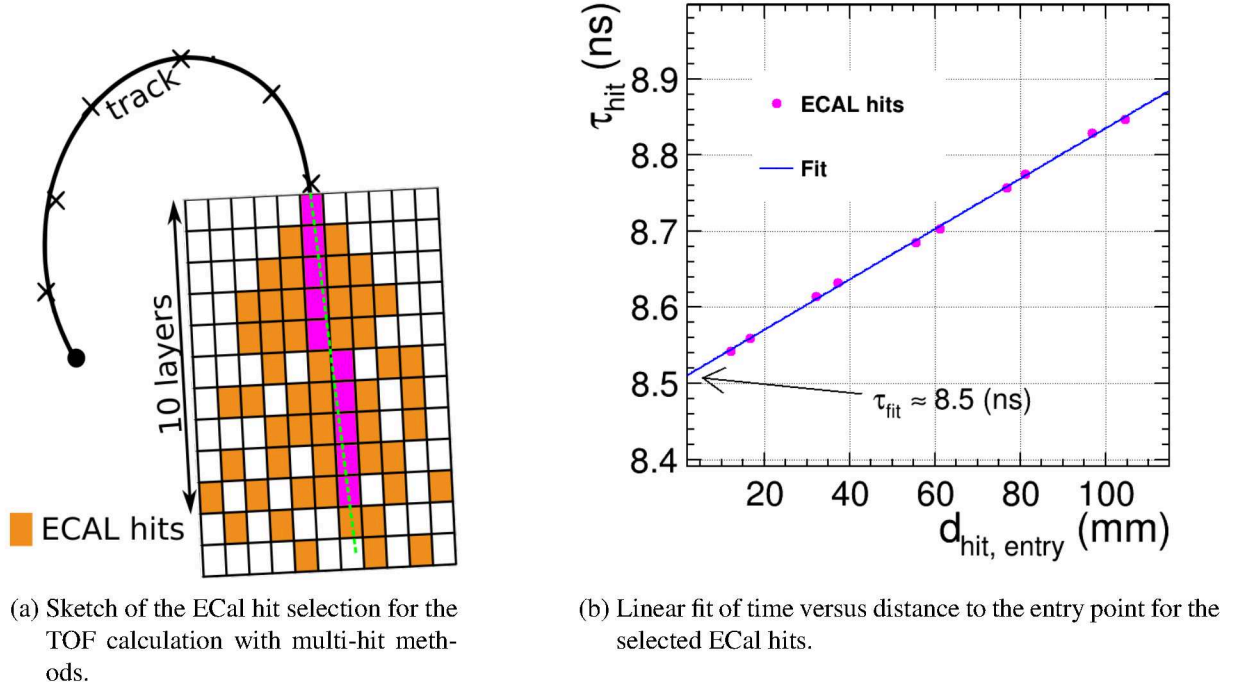 track
10 layers
ECAL hits
(a) Sketch of the ECal hit selection for the
TOF calculation with multi-hit meth-
ods.
τhit (ns)
8.9
8.8
8.7
8.6
8.5
8.4
ECAL hits
Fit
τfit ≈ 8.5 (ns)
20 40 60 80 100
dhit, entry (mm)
(b) Linear fit of time versus distance to the entry point for the
selected ECal hits.